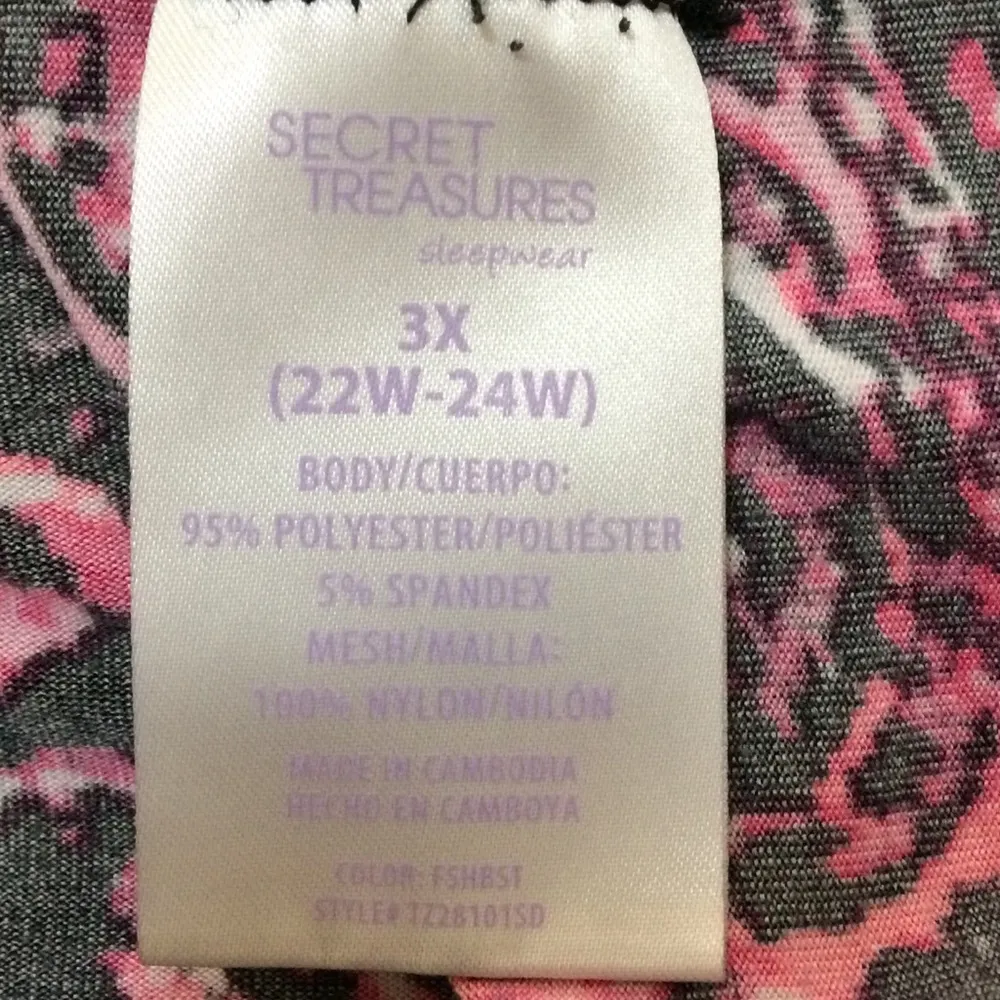 SECRET
TREASURES
sleepwear
3X
(22W-24W)
BODY/CUERPO:
95% POLYESTER/POLIÉSTER
5% SPANDEX
MESH/MALLA:
100% NYLON/NILÓN
MADE IN CAMBODIA
HECHO EN CAMBOYA
COLOR: FSHBST
STYLE# TZ28101SD